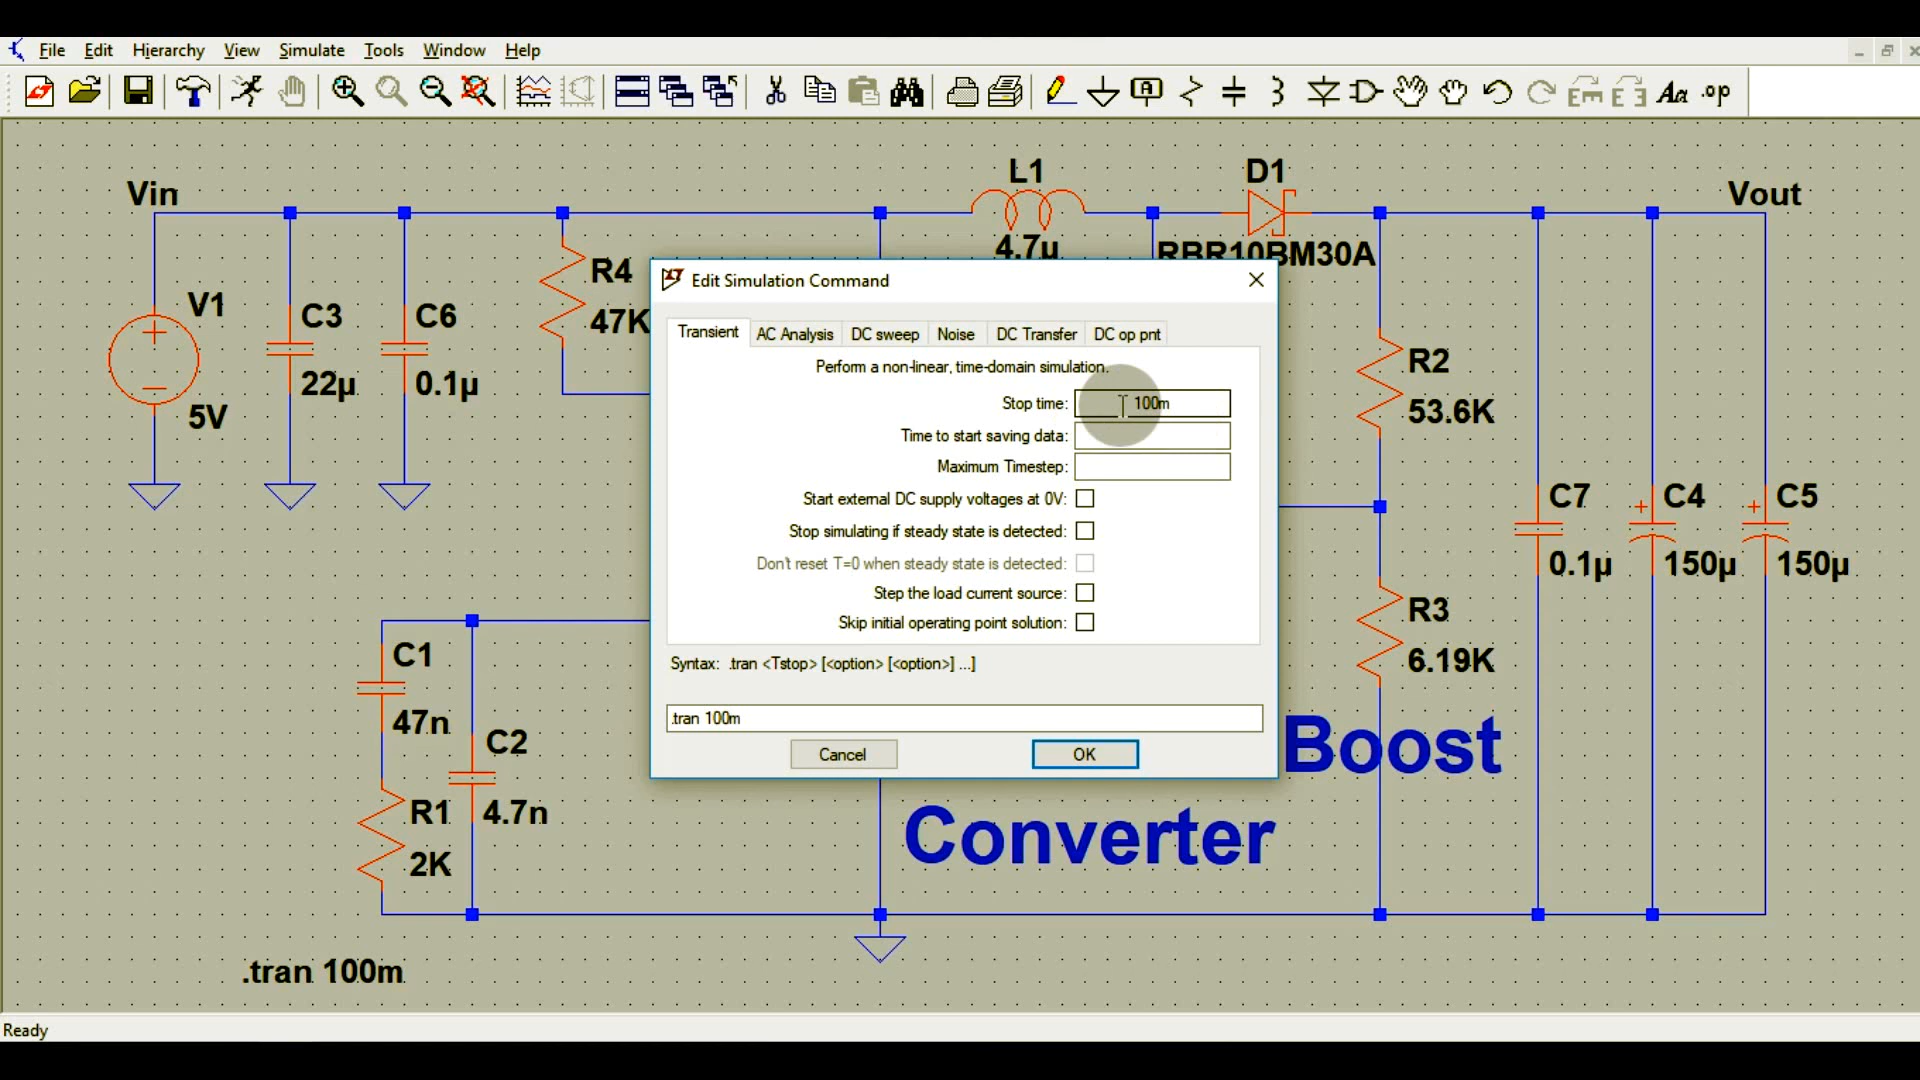 File Edit Hierarchy View Simulate Tools Window Help
A Aa .op
Vin
L1
D1
Vout
4.7µ
RBR10BM30A
V1
5V
C3
22µ
C6
0.1µ
R4
47K
Edit Simulation Command
Transient AC Analysis DC sweep Noise DC Transfer DC op pnt
Perform a non-linear, time-domain simulation.
Stop time: 100m
Time to start saving data:
Maximum Timestep:
Start external DC supply voltages at 0V:
Stop simulating if steady state is detected:
Don't reset T=0 when steady state is detected:
Step the load current source:
Skip initial operating point solution:
Syntax: .tran <Tstop> [<option> [<option>] ...]
.tran 100m
Cancel OK
R2
53.6K
R3
6.19K
C7
0.1µ
C4
150µ
C5
150µ
C1
47n
C2
4.7n
R1
2K
Boost
Converter
.tran 100m
Ready